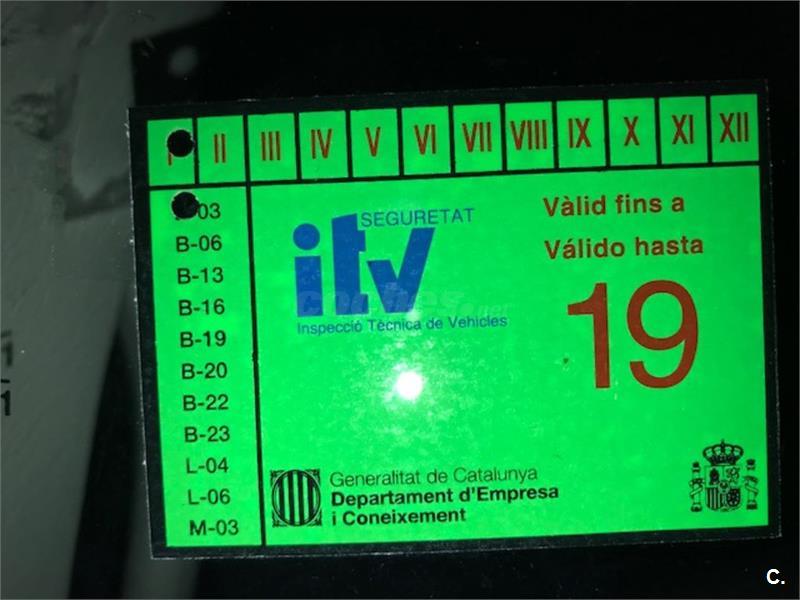 I II III IV V VI VII VIII IX X XI XII
03
B-06
B-13
B-16
B-19
B-20
B-22
B-23
L-04
L-06
M-03
SEGURETAT
itv
Inspecció Tècnica de Vehicles
Vàlid fins a
Válido hasta
19
Generalitat de Catalunya
Departament d'Empresa
i Coneixement
C.